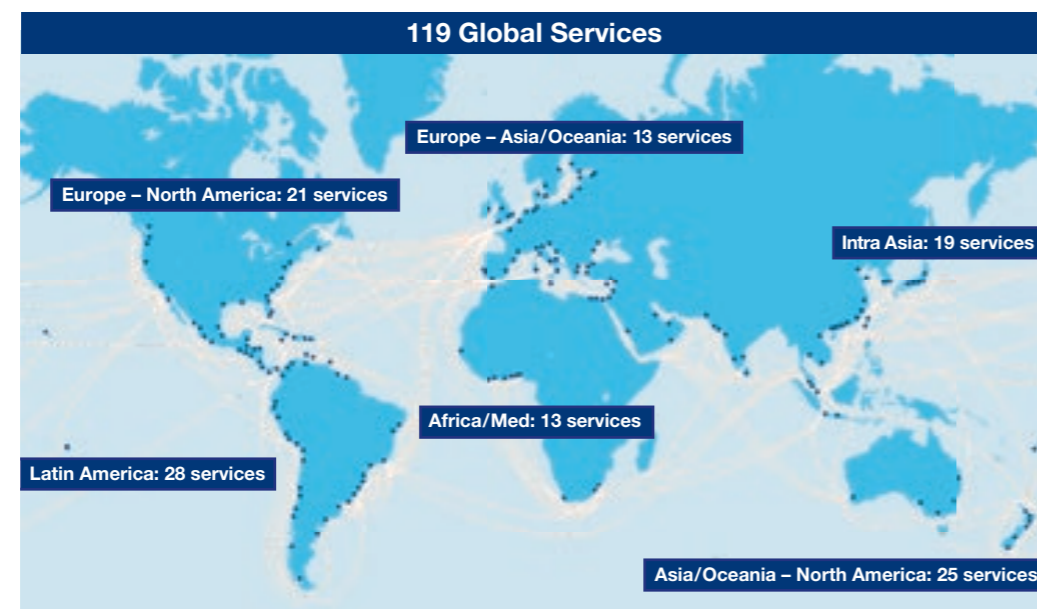 119 Global Services
Europe – Asia/Oceania: 13 services
Europe – North America: 21 services
Intra Asia: 19 services
Africa/Med: 13 services
Latin America: 28 services
Asia/Oceania – North America: 25 services